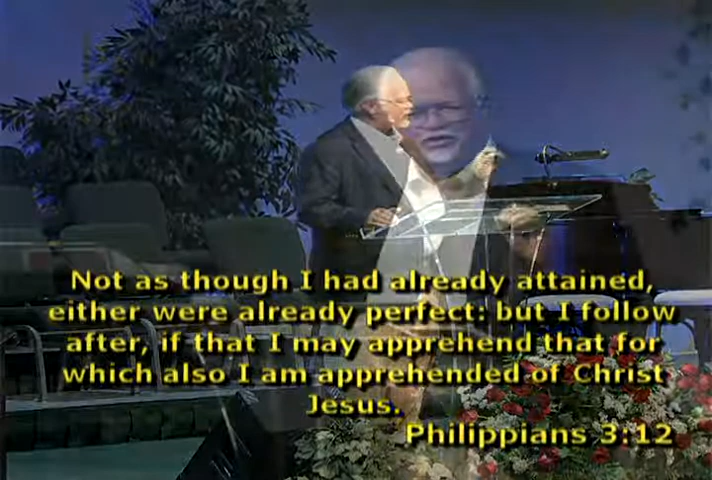 Not as though I had already attained,
either were already perfect: but I follow
after, if that I may apprehend that for
which also I am apprehended of Christ
Jesus.
Philippians 3:12